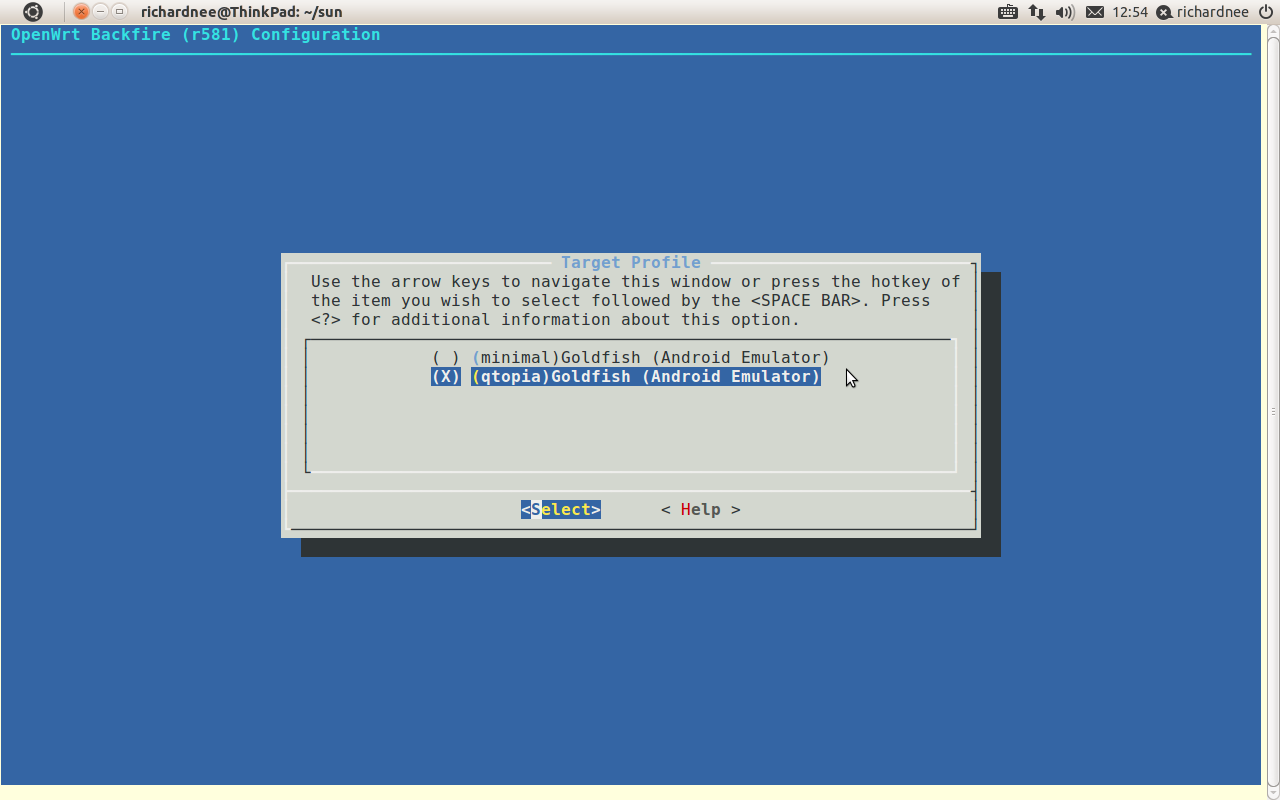 richardnee@ThinkPad: ~/sun
12:54
richardnee
OpenWrt Backfire (r581) Configuration
Target Profile
Use the arrow keys to navigate this window or press the hotkey of
the item you wish to select followed by the <SPACE BAR>. Press
<?> for additional information about this option.
( ) (minimal)Goldfish (Android Emulator)
(X) (qtopia)Goldfish (Android Emulator)
<Select> < Help >